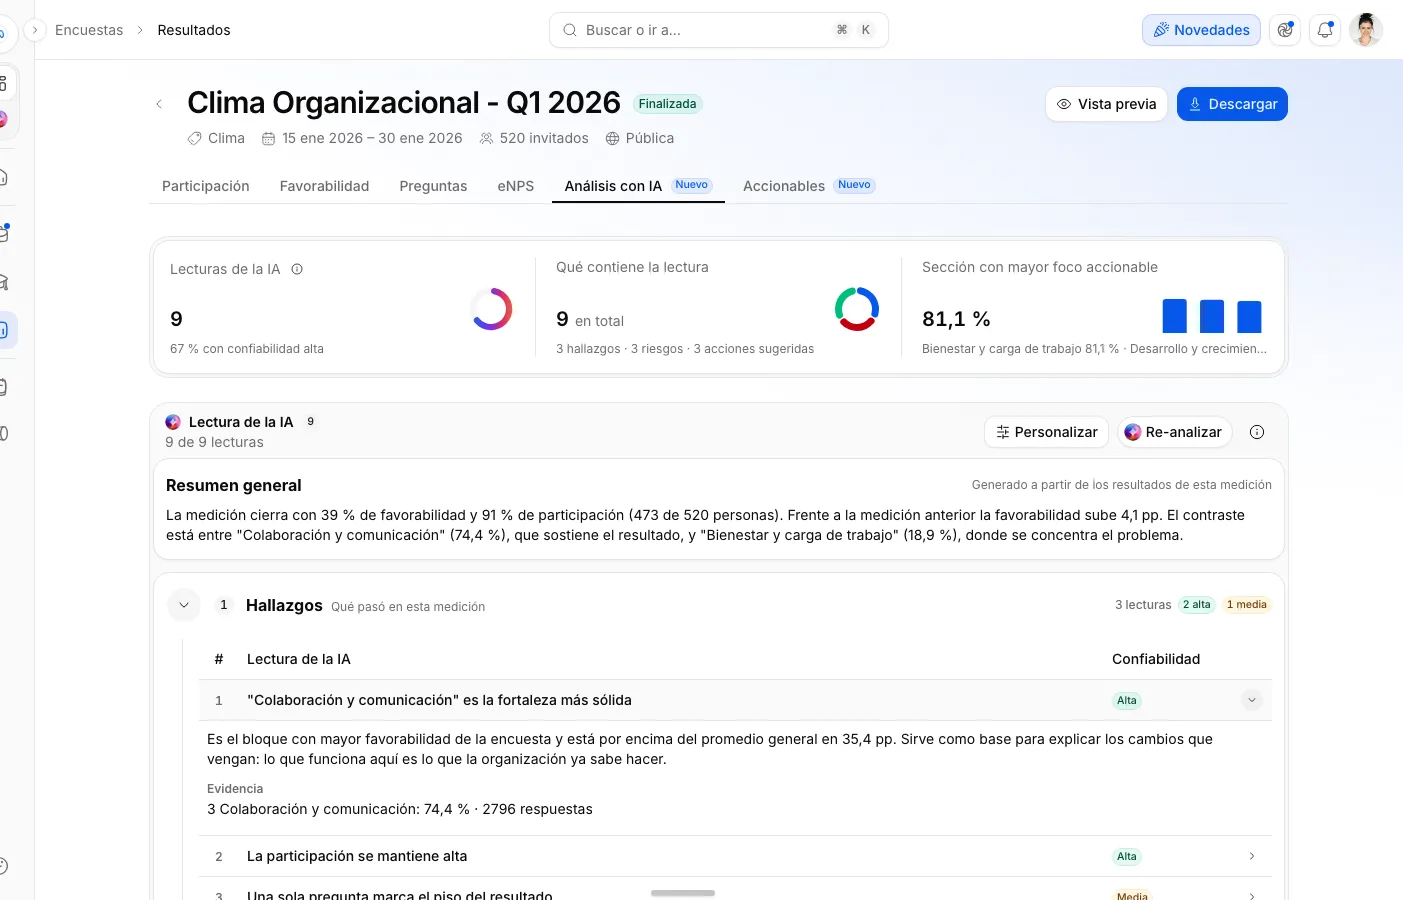 Encuestas
Resultados
Buscar o ir a...
⌘ K
Novedades
Clima Organizacional - Q1 2026
Finalizada
Vista previa
Descargar
Clima
15 ene 2026 – 30 ene 2026
520 invitados
Pública
Participación
Favorabilidad
Preguntas
eNPS
Análisis con IA
Nuevo
Accionables
Nuevo
Lecturas de la IA
9
67 % con confiabilidad alta
Qué contiene la lectura
9 en total
3 hallazgos · 3 riesgos · 3 acciones sugeridas
Sección con mayor foco accionable
81,1 %
Bienestar y carga de trabajo 81,1 % · Desarrollo y crecimien...
Lectura de la IA 9
9 de 9 lecturas
Personalizar
Re-analizar
Resumen general
Generado a partir de los resultados de esta medición
La medición cierra con 39 % de favorabilidad y 91 % de participación (473 de 520 personas). Frente a la medición anterior la favorabilidad sube 4,1 pp. El contraste
está entre "Colaboración y comunicación" (74,4 %), que sostiene el resultado, y "Bienestar y carga de trabajo" (18,9 %), donde se concentra el problema.
1 Hallazgos Qué pasó en esta medición
3 lecturas 2 alta 1 media
# Lectura de la IA Confiabilidad
1 "Colaboración y comunicación" es la fortaleza más sólida Alta
Es el bloque con mayor favorabilidad de la encuesta y está por encima del promedio general en 35,4 pp. Sirve como base para explicar los cambios que
vengan: lo que funciona aquí es lo que la organización ya sabe hacer.
Evidencia
3 Colaboración y comunicación: 74,4 % · 2796 respuestas
2 La participación se mantiene alta Alta
3 Una sola pregunta marca el piso del resultado Media